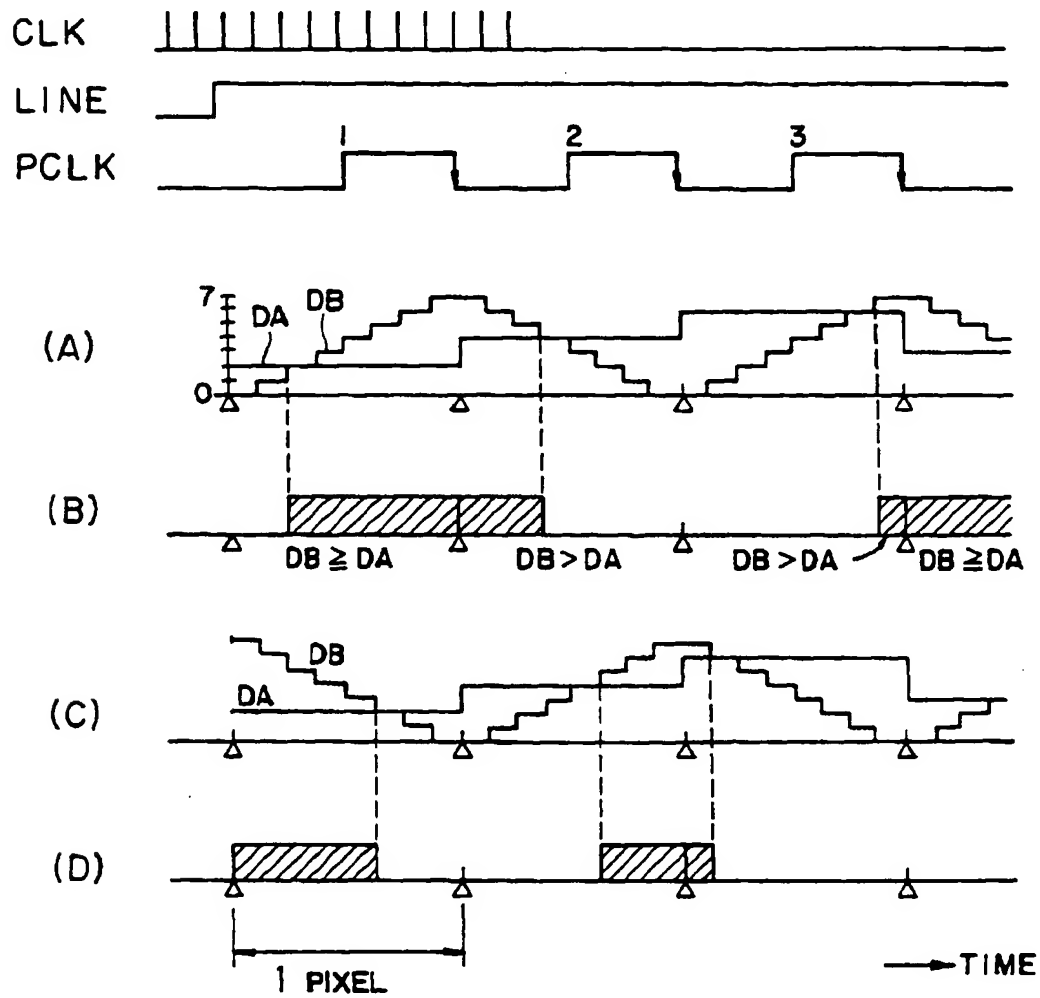 CLK
LINE
PCLK
1 2 3
(A)
7
DA DB
0
(B)
DB ≧ DA DB > DA DB > DA DB ≧ DA
(C)
DB
DA
(D)
1 PIXEL
TIME